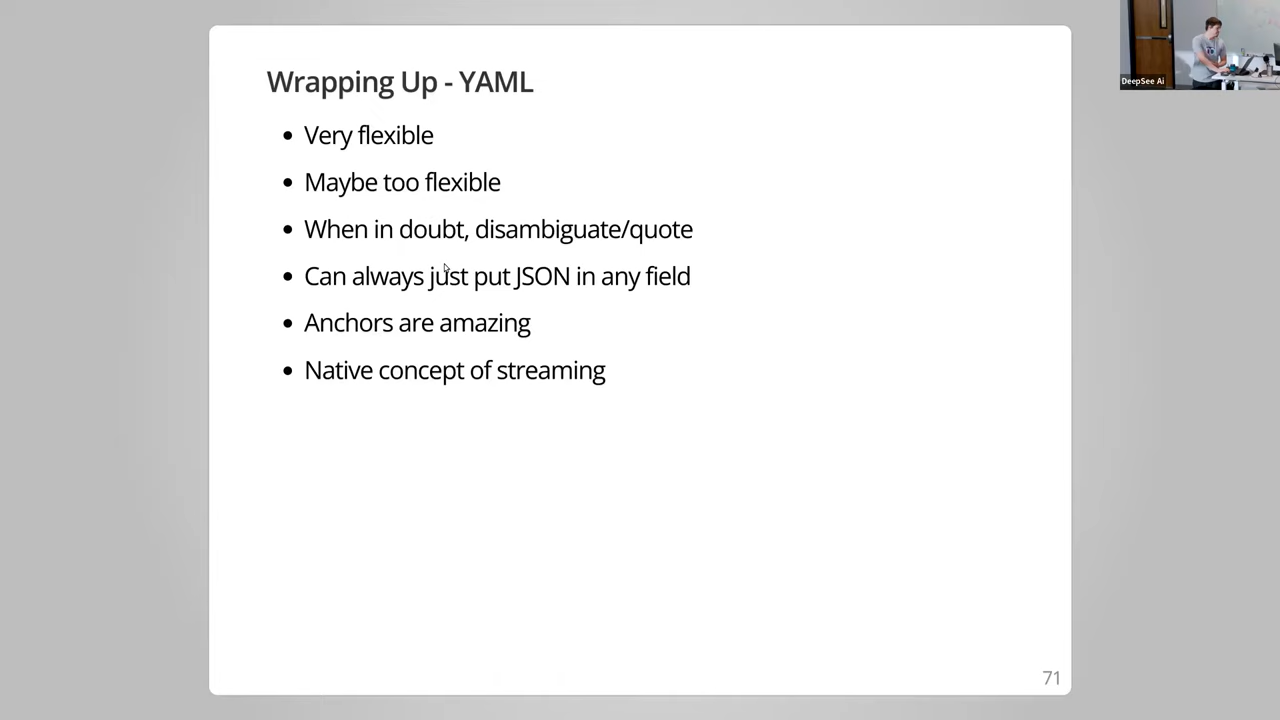 Wrapping Up - YAML
Very flexible
Maybe too flexible
When in doubt, disambiguate/quote
Can always just put JSON in any field
Anchors are amazing
Native concept of streaming
71
DeepSee Ai